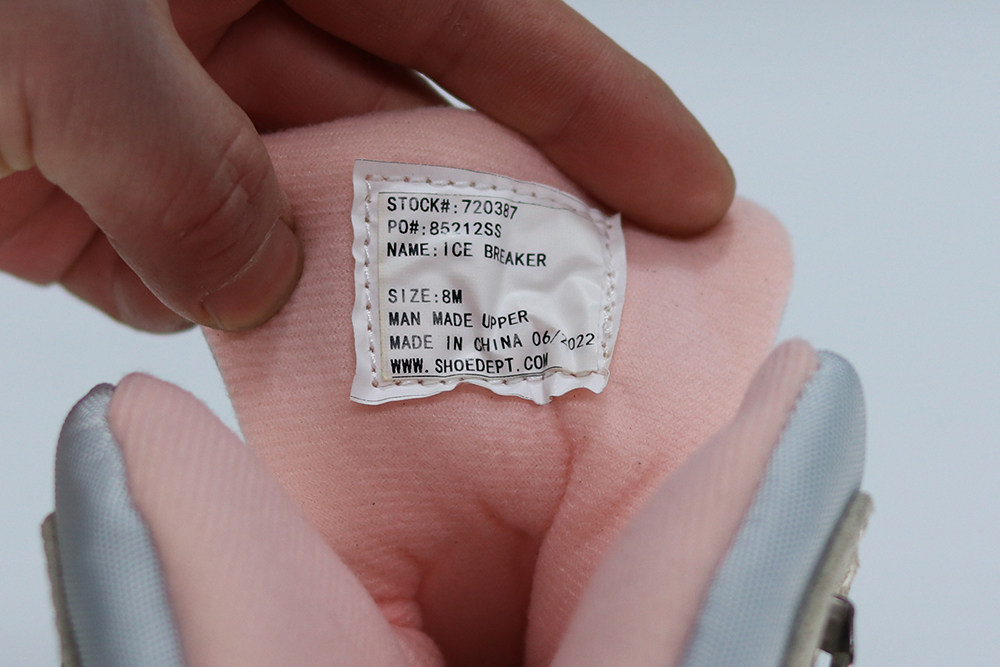 STOCK#:720387
PO#:85212SS
NAME:ICE BREAKER
SIZE:8M
MAN MADE UPPER
MADE IN CHINA 06/2022
WWW.SHOEDEPT.COM